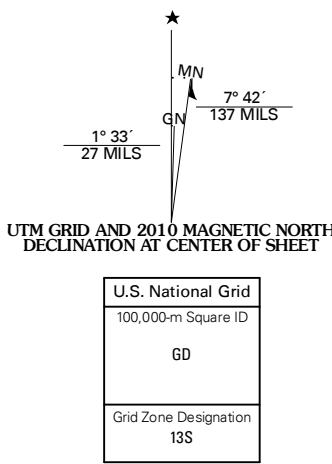 MN
GN
7° 42´
137 MILS
1° 33´
27 MILS
UTM GRID AND 2010 MAGNETIC NORTH
DECLINATION AT CENTER OF SHEET
U.S. National Grid
100,000-m Square ID
GD
Grid Zone Designation
13S